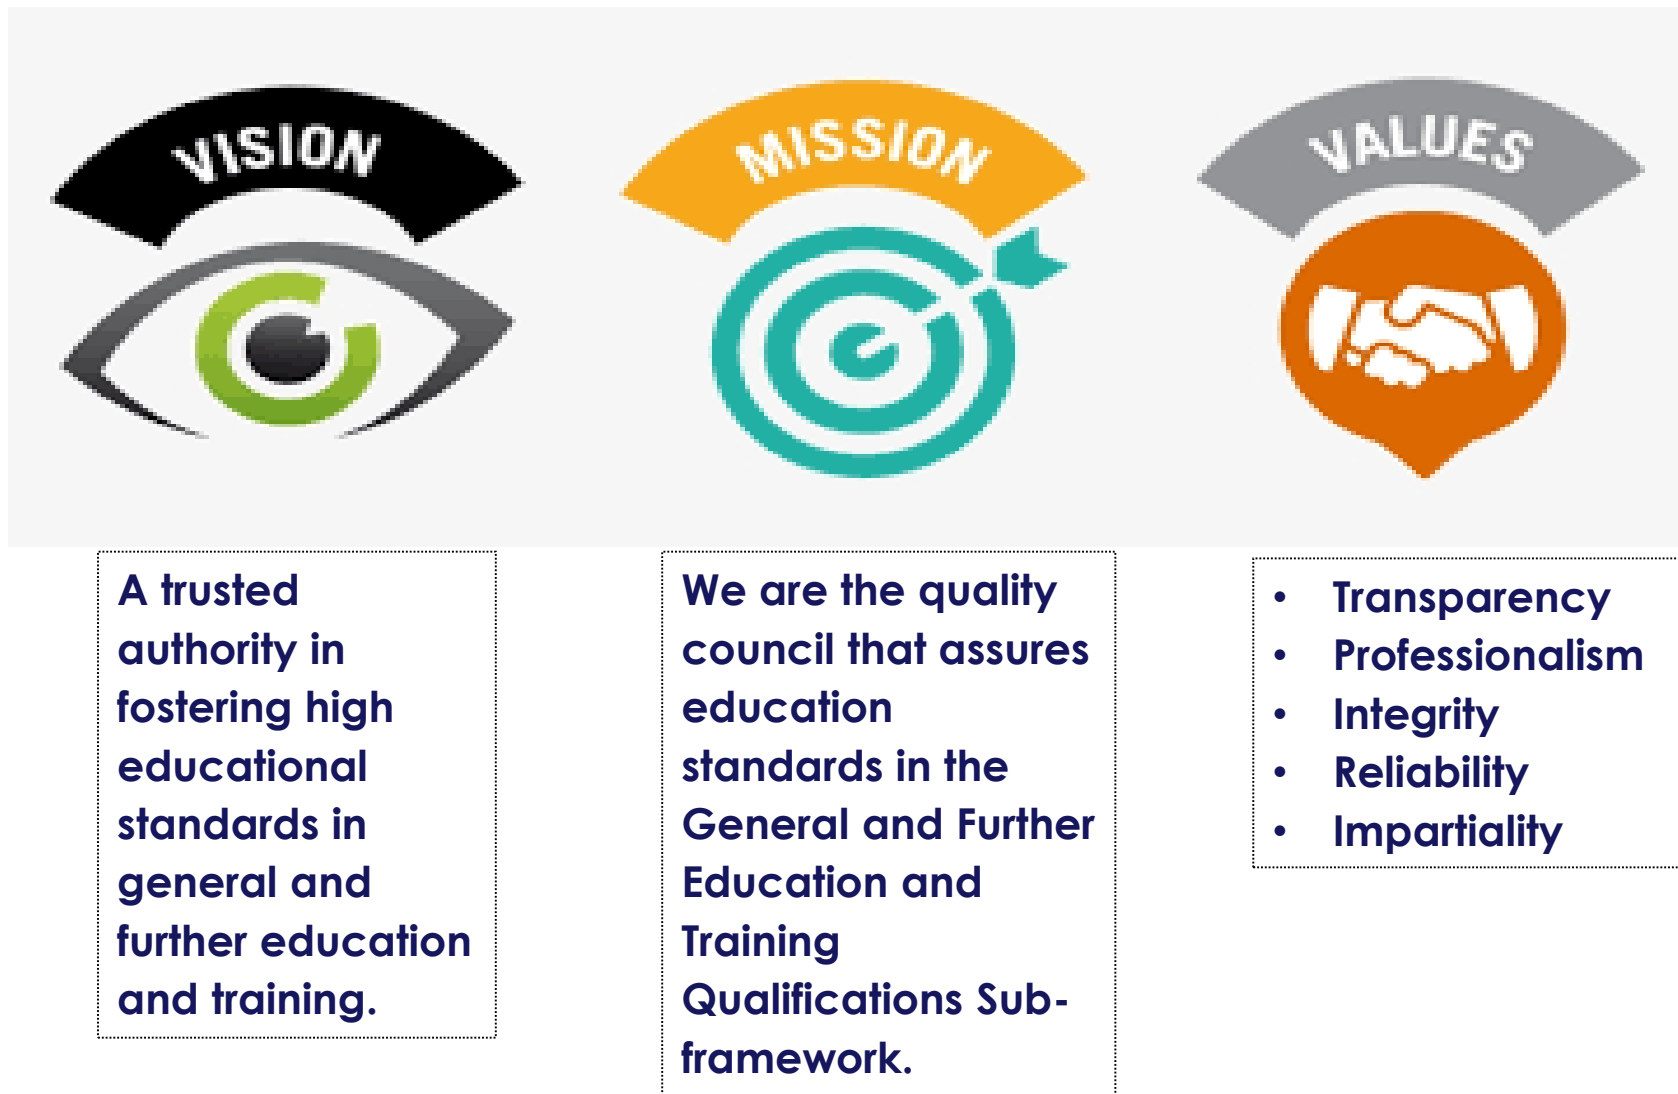 VISION
A trusted
authority in
fostering high
educational
standards in
general and
further education
and training.
MISSION
We are the quality
council that assures
education
standards in the
General and Further
Education and
Training
Qualifications Sub-
framework.
VALUES
• Transparency
• Professionalism
• Integrity
• Reliability
• Impartiality